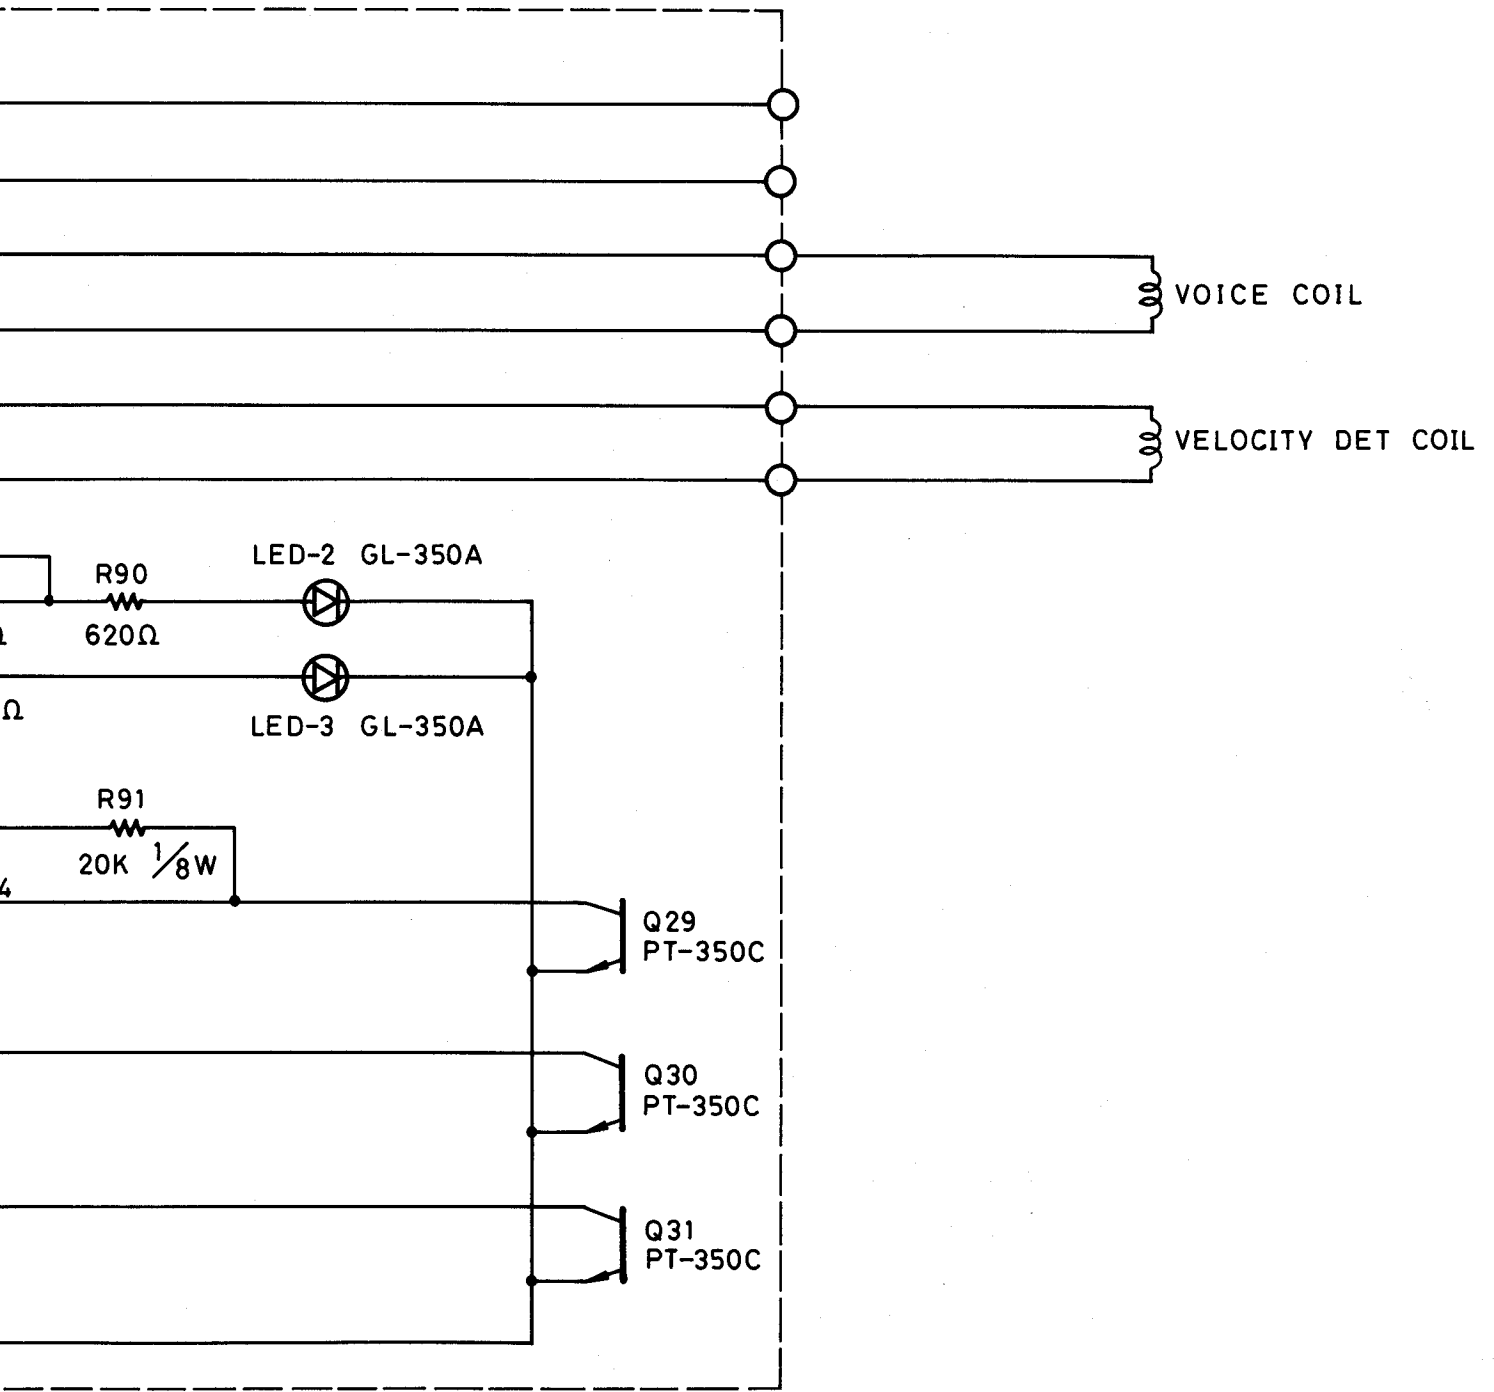 VOICE COIL
VELOCITY DET COIL
LED-2 GL-350A
R90
Ω
620Ω
Ω
LED-3 GL-350A
R91
20K 1/8W
4
Q29
PT-350C
Q30
PT-350C
Q31
PT-350C